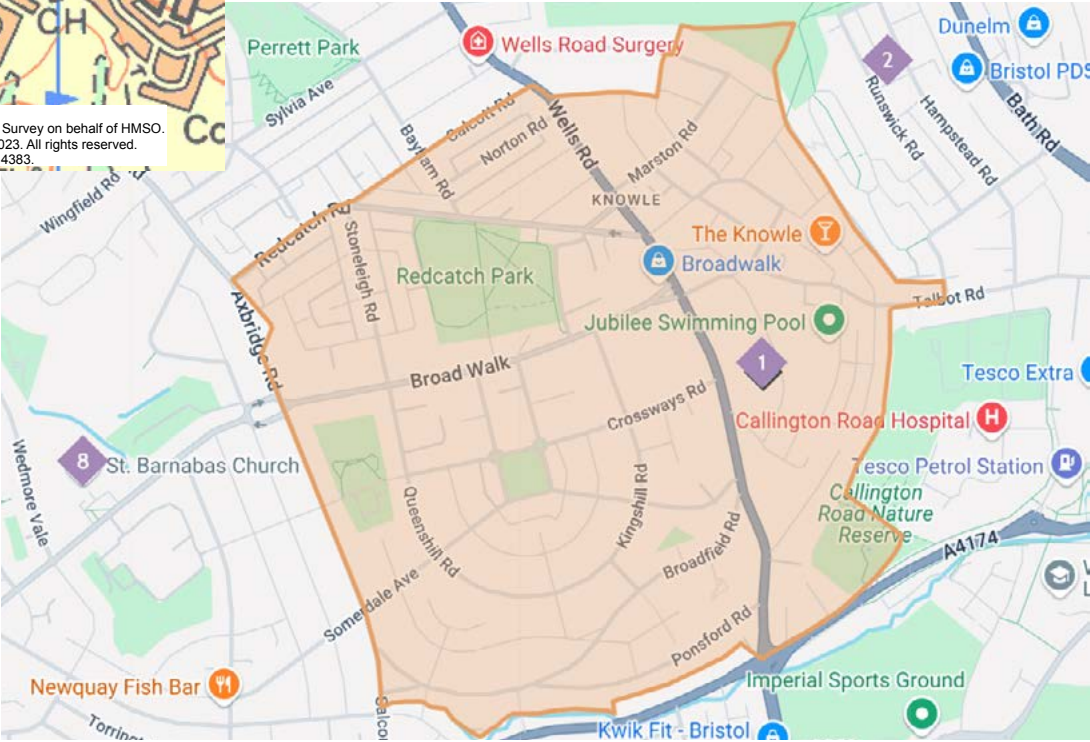 CH
Survey on behalf of HMSO.
023. All rights reserved.
4383.
Co
Perrett Park
Wells Road Surgery
Dunelm
2
Bristol PDS
Sylvia Ave
Calcott Rd
Bayham Rd
Norton Rd
Wells Rd
Marston Rd
Runswick Rd
Hampstead Rd
Bath Rd
Wingfield Rd
KNOWLE
Redcatch Rd
Stoneleigh Rd
The Knowle
Redcatch Park
Broadwalk
Talbot Rd
Axbridge Rd
Jubilee Swimming Pool
Broad Walk
1
Tesco Extra
Crossways Rd
Callington Road Hospital
H
8
St. Barnabas Church
Wedmore Vale
Tesco Petrol Station
Queenshill Rd
Kingshill Rd
Callington
Road Nature
Reserve
Broadfield Rd
A4174
Somerdale Ave
Ponsford Rd
Newquay Fish Bar
Imperial Sports Ground
Kwik Fit - Bristol